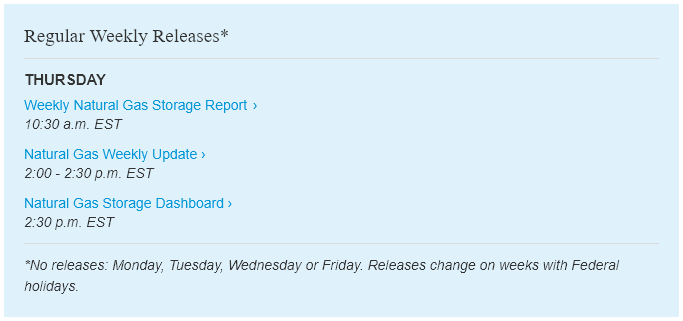 Regular Weekly Releases*
THURSDAY
Weekly Natural Gas Storage Report ›
10:30 a.m. EST
Natural Gas Weekly Update ›
2:00 - 2:30 p.m. EST
Natural Gas Storage Dashboard ›
2:30 p.m. EST
*No releases: Monday, Tuesday, Wednesday or Friday. Releases change on weeks with Federal
holidays.